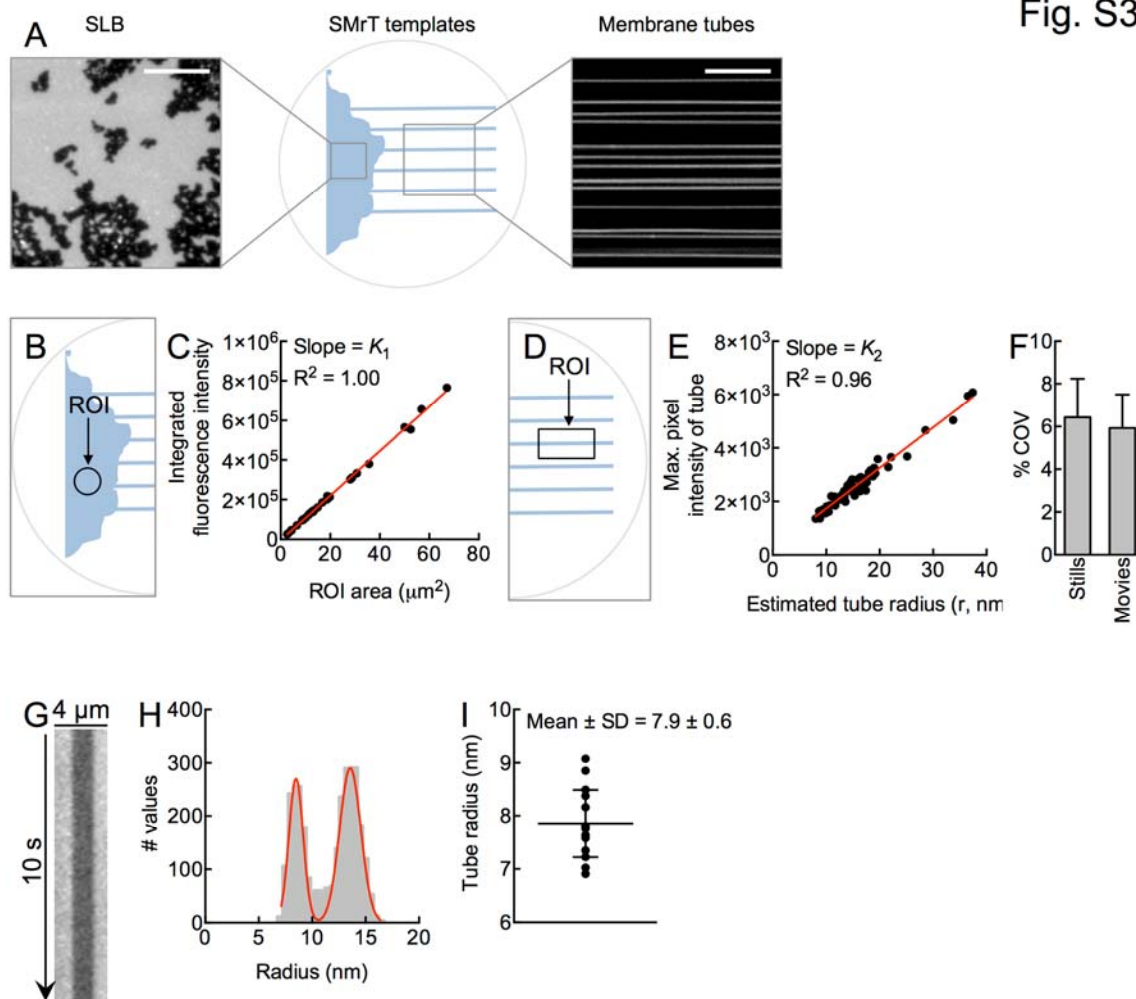 Fig. S3
A
SLB
SMrT templates
Membrane tubes
B
ROI
C
Slope = K₁
R² = 1.00
Integrated
fluorescence intensity
1×10⁶
8×10⁵
6×10⁵
4×10⁵
2×10⁵
0
0 20 40 60 80
ROI area (μm²)
D
ROI
E
Slope = K₂
R² = 0.96
Max. pixel
intensity of tube
8×10³
6×10³
4×10³
2×10³
0
0 10 20 30 40
Estimated tube radius (r, nm
F
% COV
10
8
6
4
2
0
Stills
Movies
G
4 μm
10 s
H
# values
400
300
200
100
0
0 5 10 15 20
Radius (nm)
I
Mean ± SD = 7.9 ± 0.6
Tube radius (nm)
10
9
8
7
6